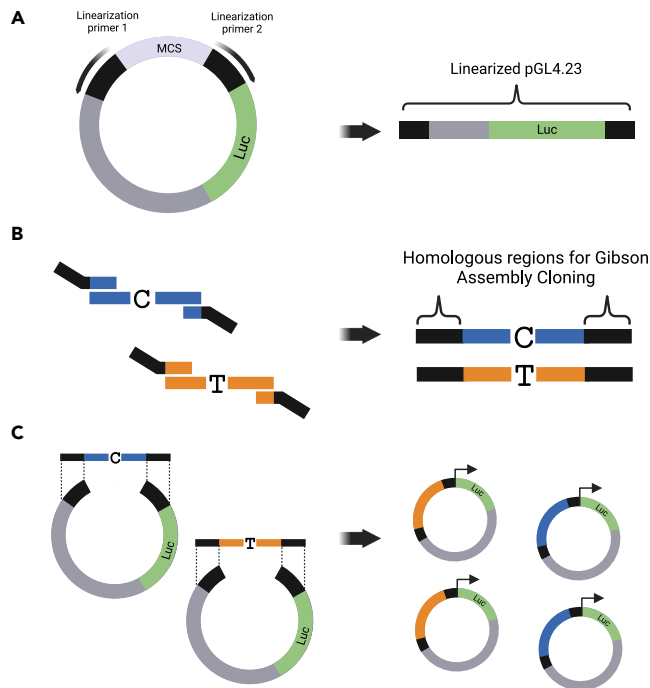 A
Linearization
primer 1
Linearization
primer 2
MCS
Luc
Linearized pGL4.23
Luc
B
C
T
Homologous regions for Gibson
Assembly Cloning
C
T
C
C
Luc
T
Luc
Luc
Luc
Luc
Luc